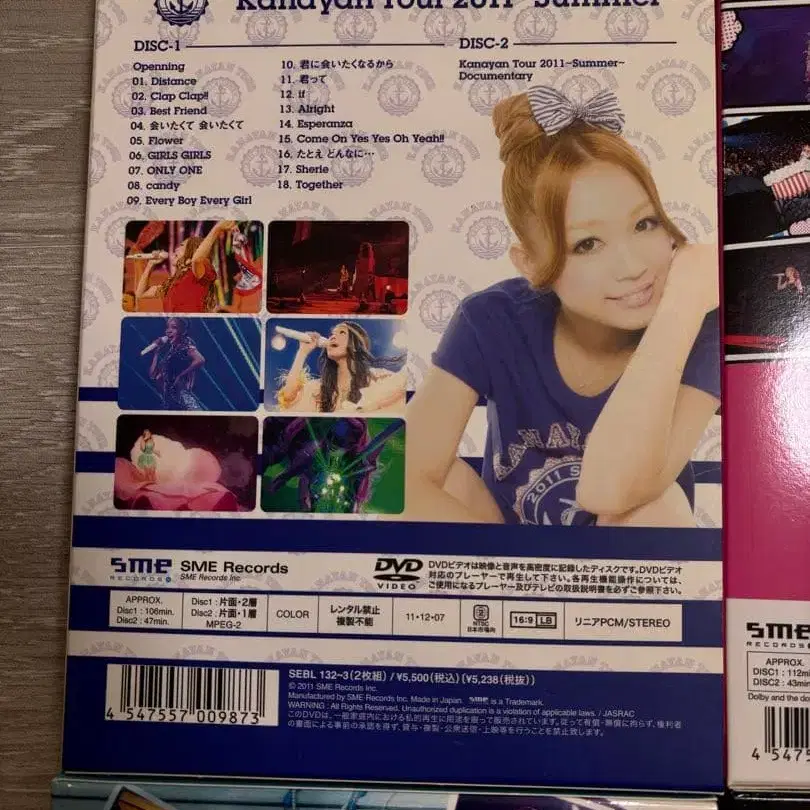 Kanayan Tour 2011 ~Summer~
DISC-1
Openning
01. Distance
02. Clap Clap!!
03. Best Friend
04. 会いたくて 会いたくて
05. Flower
06. GIRLS GIRLS
07. ONLY ONE
08. candy
09. Every Boy Every Girl
10. 君に会いたくなるから
11. 君って
12. if
13. Alright
14. Esperanza
15. Come On Yes Yes Oh Yeah!!
16. たとえ どんなに…
17. Sherie
18. Together
DISC-2
Kanayan Tour 2011~Summer~
Documentary
KANAYAN
2011
sme
RECORDS
SME Records
SME Records Inc.
DVD
VIDEO
DVDビデオは映像と音声を高密度に記録したディスクです。DVDビデオ
対応のプレーヤーで再生して下さい。各再生機能操作については、
ご使用になるプレーヤー及びテレビの取扱説明書を必ずご参照下さい。
APPROX.
Disc1 : 106min.
Disc2 : 47min.
Disc1 : 片面・2層
Disc2 : 片面・1層
MPEG-2
COLOR
レンタル禁止
複製不能
11・12・07
2
NTSC
日本市場向
16:9 LB
リニアPCM/STEREO
4 547557 009873
SEBL 132~3(2枚組) / ¥5,500(税込)(¥5,238(税抜))
© 2011 SME Records Inc.
Manufactured by SME Records Inc. Made in Japan. sme is a Trademark.
WARNING : All Rights Reserved. Unauthorized duplication is a violation of applicable laws. / JASRAC
このDVDは、一般家庭内における私的再生に用途を限って販売されています。従って有償・無償に拘らず、権利者
の書面による事前の承諾を得ず、貸与・複製・公衆送信・上映等を行うことを禁止致します。
sme
RECORDS
APPROX.
DISC1 : 112mi
DISC2 : 43min
Dolby and the do
4 5475